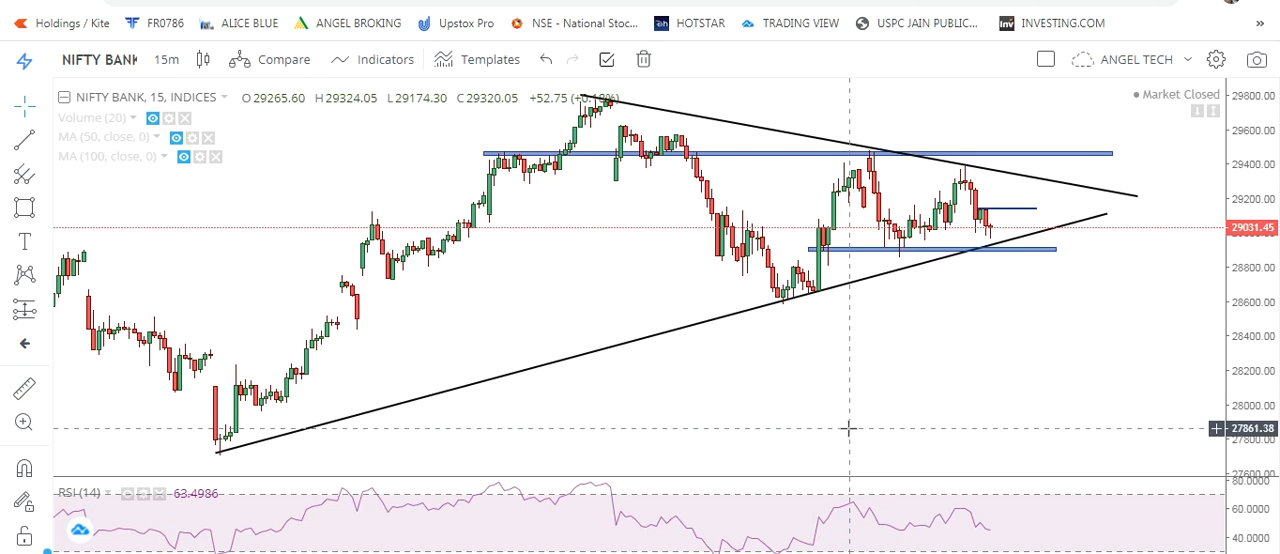 Holdings / Kite FR0786 ALICE BLUE ANGEL BROKING Upstox Pro NSE - National Stoc... HOTSTAR TRADING VIEW USPC JAIN PUBLIC... INVESTING.COM »
NIFTY BANK 15m Compare Indicators Templates ANGEL TECH
NIFTY BANK, 15, INDICES O 29265.60 H 29324.05 L 29174.30 C 29320.05 +52.75 (+0.18%)
Market Closed
Volume (20)
MA (50, close, 0)
MA (100, close, 0)
29800.00
29600.00
29400.00
29200.00
29031.45
28800.00
28600.00
28400.00
28200.00
28000.00
27861.38
27800.00
27600.00
RSI (14) 63.4986
80.0000
60.0000
40.0000